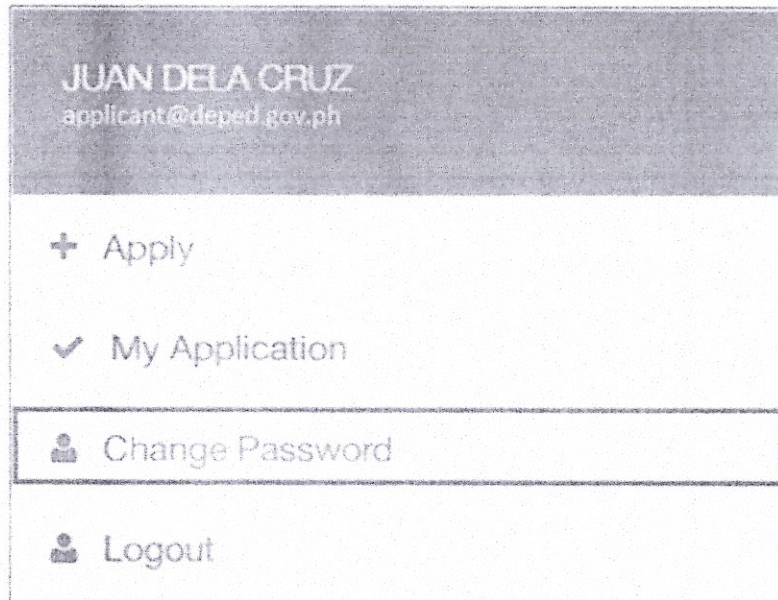 JUAN DELA CRUZ
applicant@deped.gov.ph
Apply
My Application
Change Password
Logout